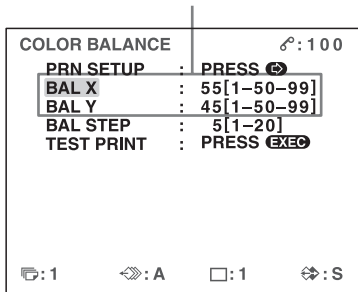 COLOR BALANCE :100
PRN SETUP : PRESS
BAL X : 55[1–50–99]
BAL Y : 45[1–50–99]
BAL STEP : 5[1–20]
TEST PRINT : PRESS EXEC
:1 :A :1 :S